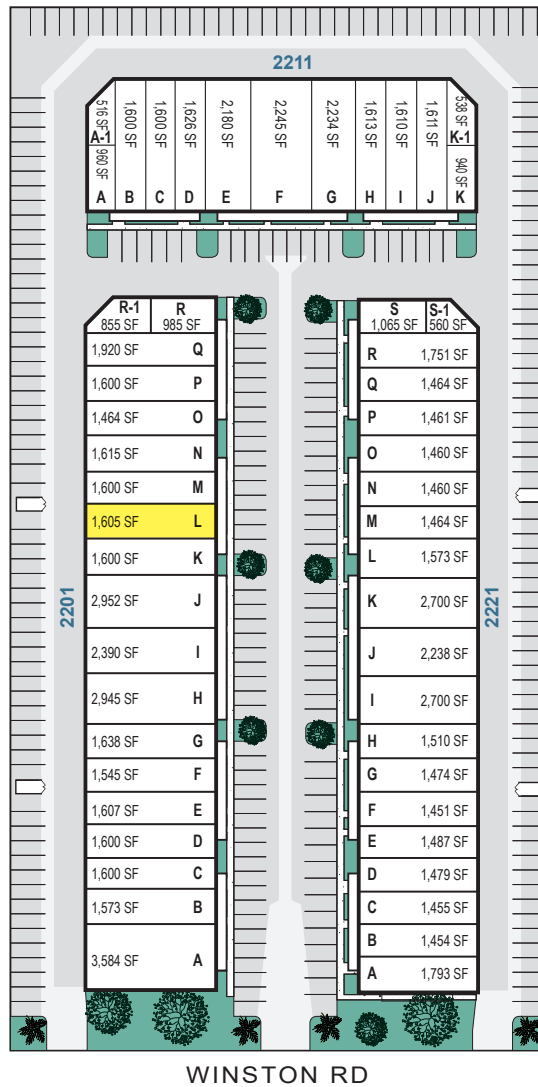 2211
516 SF
A-1
960 SF
A
1,600 SF
B
1,600 SF
C
1,626 SF
D
2,180 SF
E
2,245 SF
F
2,234 SF
G
1,613 SF
H
1,610 SF
I
1,611 SF
J
538 SF
K-1
940 SF
K
2201
R-1 R
855 SF 985 SF
1,920 SF Q
1,600 SF P
1,464 SF O
1,615 SF N
1,600 SF M
1,605 SF L
1,600 SF K
2,952 SF J
2,390 SF I
2,945 SF H
1,638 SF G
1,545 SF F
1,607 SF E
1,600 SF D
1,600 SF C
1,573 SF B
3,584 SF A
2221
S S-1
1,065 SF 560 SF
R 1,751 SF
Q 1,464 SF
P 1,461 SF
O 1,460 SF
N 1,460 SF
M 1,464 SF
L 1,573 SF
K 2,700 SF
J 2,238 SF
I 2,700 SF
H 1,510 SF
G 1,474 SF
F 1,451 SF
E 1,487 SF
D 1,479 SF
C 1,455 SF
B 1,454 SF
A 1,793 SF
WINSTON RD